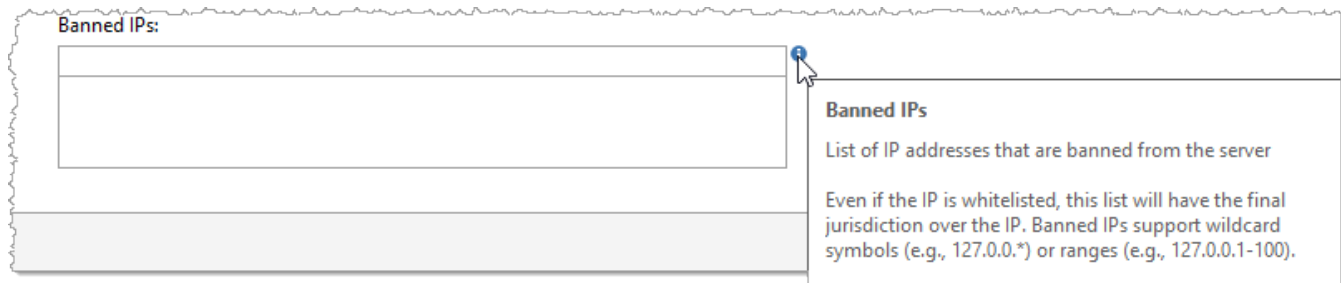 Banned IPs:
Banned IPs
List of IP addresses that are banned from the server
Even if the IP is whitelisted, this list will have the final
jurisdiction over the IP. Banned IPs support wildcard
symbols (e.g., 127.0.0.*) or ranges (e.g., 127.0.0.1-100).